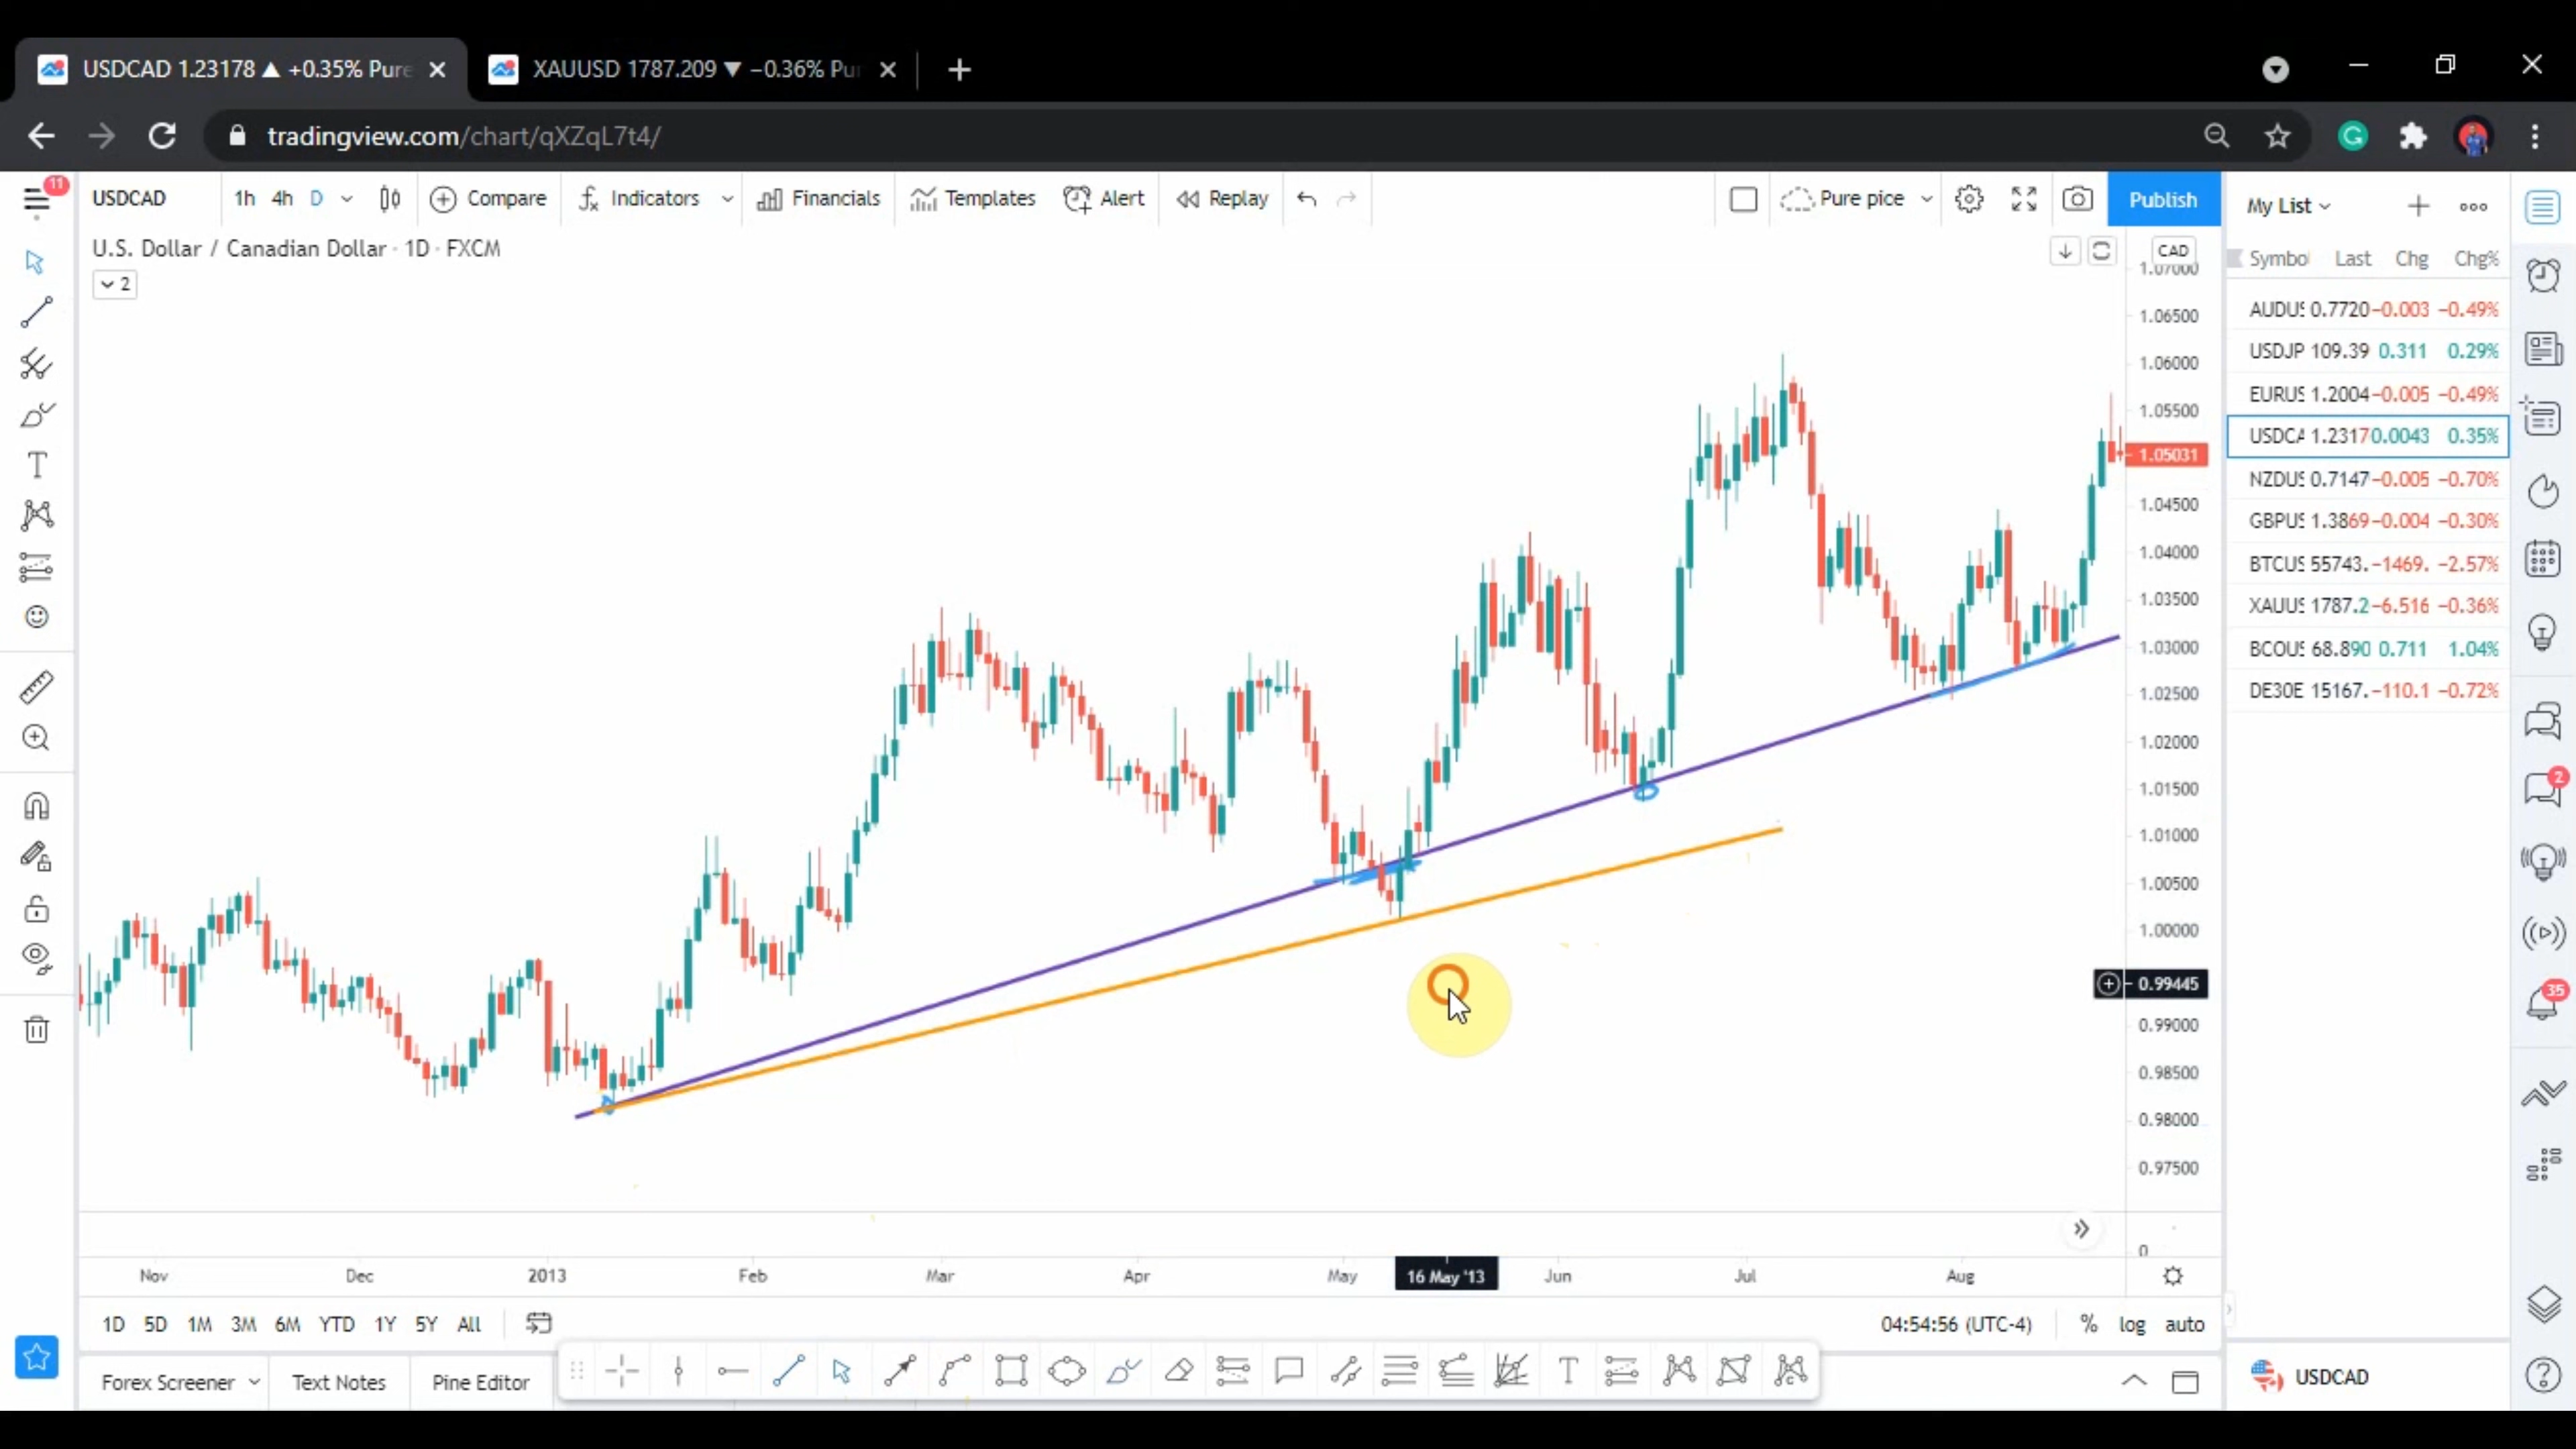 USDCAD 1.23178 ▲ +0.35% Pure
XAUUSD 1787.209 ▼ −0.36% Pu
tradingview.com/chart/qXZqL7t4/
11
USDCAD 1h 4h D Compare Indicators Financials Templates Alert Replay Pure pice Publish
My List
U.S. Dollar / Canadian Dollar · 1D · FXCM
2
CAD
Symbol Last Chg Chg%
AUDUS 0.7720 −0.003 −0.49%
USDJP 109.39 0.311 0.29%
EURUS 1.2004 −0.005 −0.49%
USDCA 1.2317 0.0043 0.35%
NZDUS 0.7147 −0.005 −0.70%
GBPUS 1.3869 −0.004 −0.30%
BTCUS 55743. −1469. −2.57%
XAUUS 1787.2 −6.516 −0.36%
BCOUS 68.890 0.711 1.04%
DE30E 15167. −110.1 −0.72%
1.07000
1.06500
1.06000
1.05500
1.05031
1.04500
1.04000
1.03500
1.03000
1.02500
1.02000
1.01500
1.01000
1.00500
1.00000
0.99445
0.99000
0.98500
0.98000
0.97500
0
2
35
Nov Dec 2013 Feb Mar Apr May 16 May '13 Jun Jul Aug
1D 5D 1M 3M 6M YTD 1Y 5Y All
04:54:56 (UTC-4) % log auto
Forex Screener Text Notes Pine Editor
USDCAD